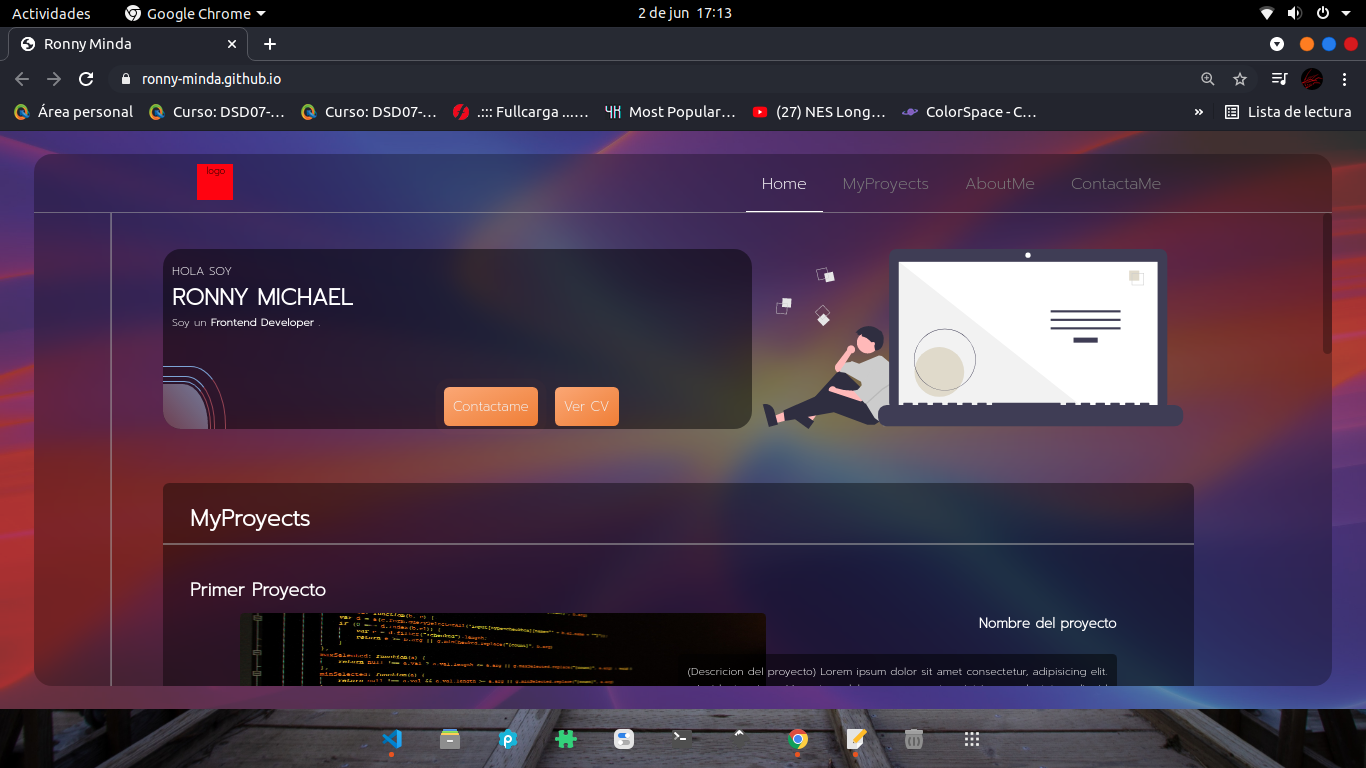 Actividades
Google Chrome
2 de jun 17:13
Ronny Minda
ronny-minda.github.io
Área personal
Curso: DSD07-...
Curso: DSD07-...
.:::: Fullcarga ......
Most Popular...
(27) NES Long...
ColorSpace - C...
»
Lista de lectura
logo
Home
MyProyects
AboutMe
ContactaMe
HOLA SOY
RONNY MICHAEL
Soy un Frontend Developer .
Contactame
Ver CV
MyProyects
Primer Proyecto
Nombre del proyecto
(Descricion del proyecto) Lorem ipsum dolor sit amet consectetur, adipisicing elit.